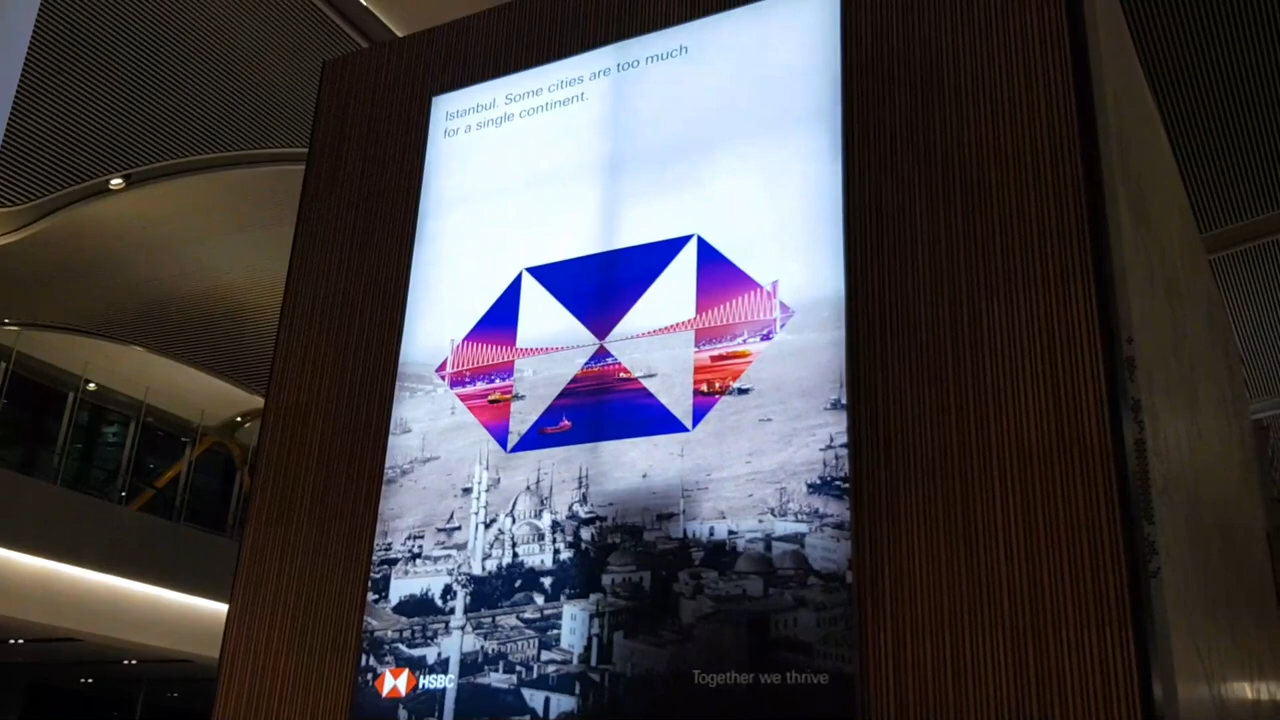 Istanbul. Some cities are too much
for a single continent.
HSBC
Together we thrive